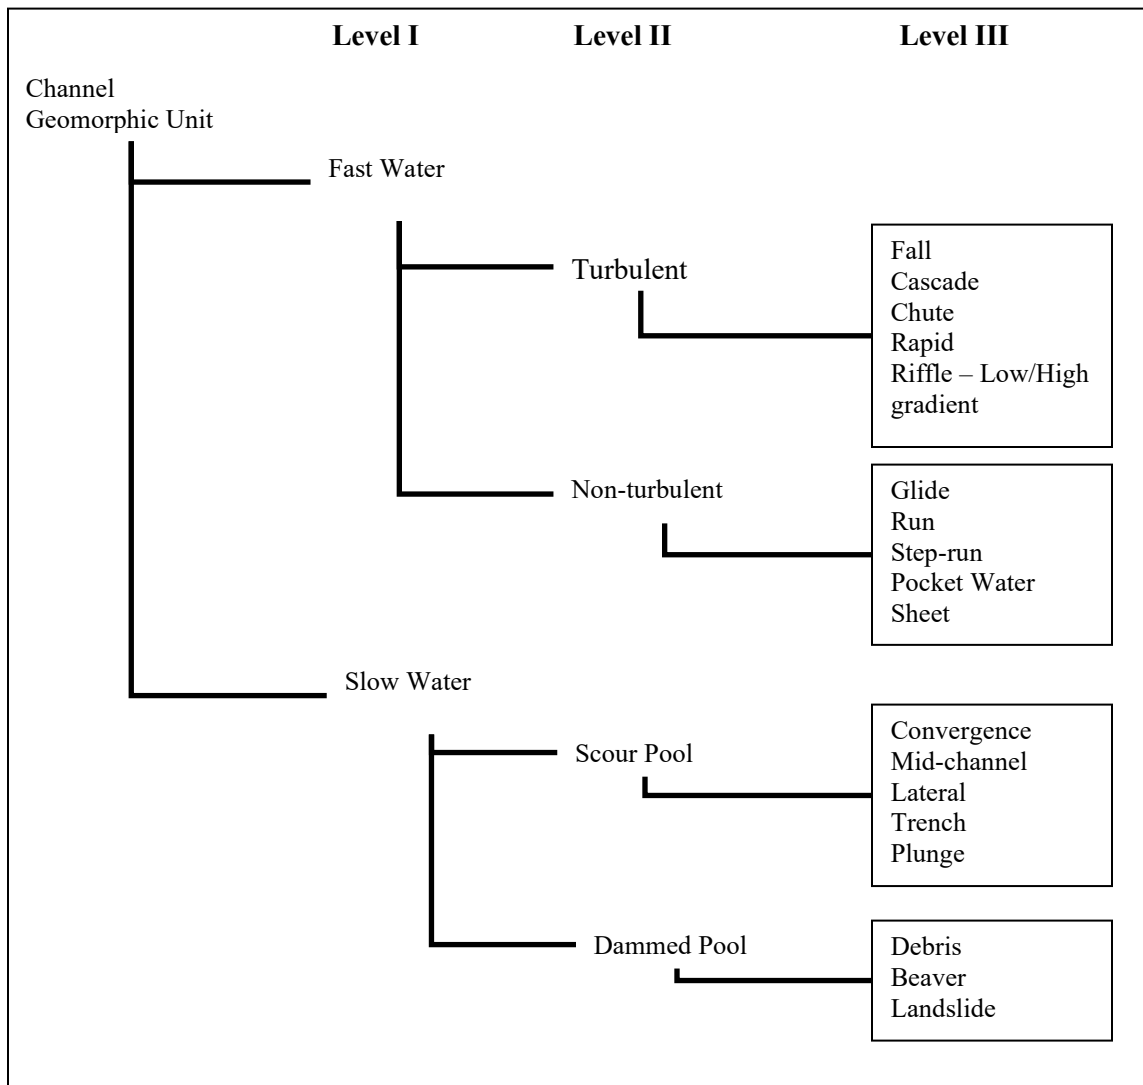 Level I Level II Level III
Channel
Geomorphic Unit
Fast Water
Turbulent
Fall
Cascade
Chute
Rapid
Riffle – Low/High
gradient
Non-turbulent
Glide
Run
Step-run
Pocket Water
Sheet
Slow Water
Scour Pool
Convergence
Mid-channel
Lateral
Trench
Plunge
Dammed Pool
Debris
Beaver
Landslide